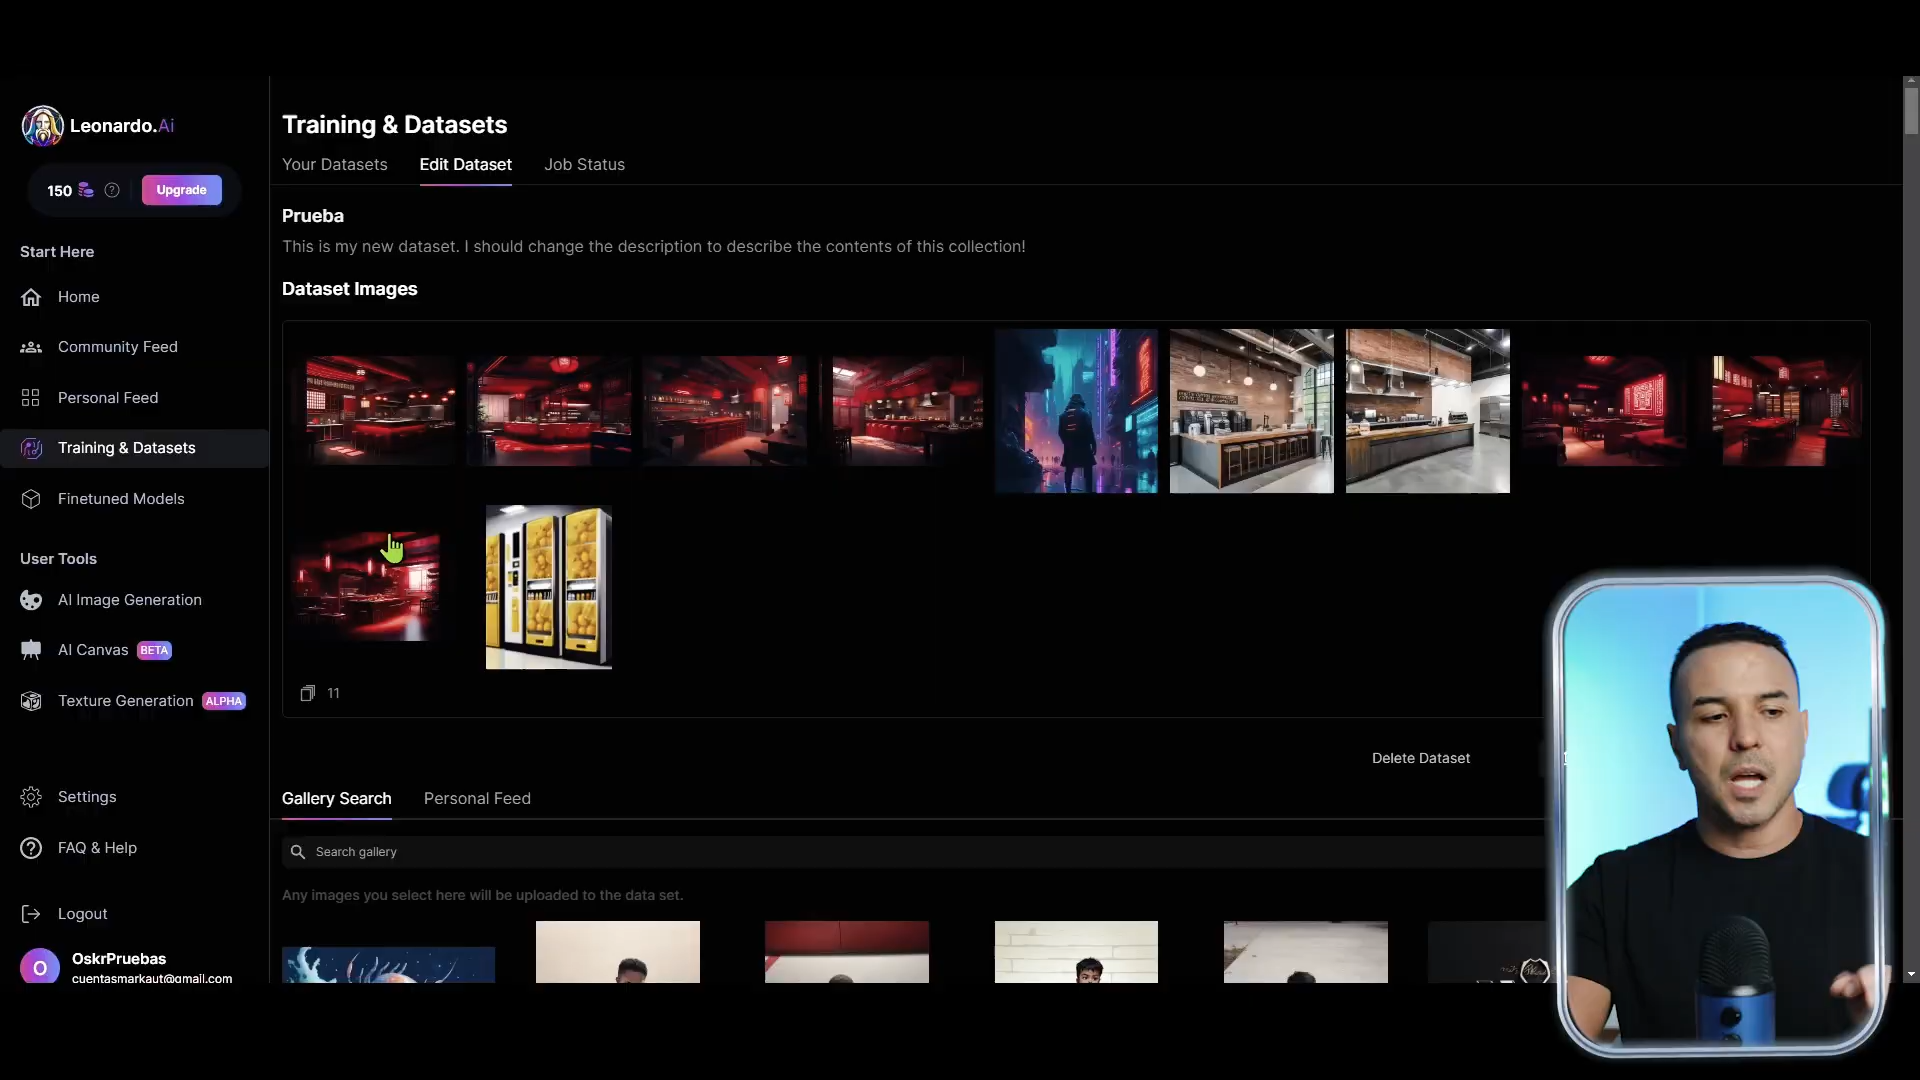 Leonardo.Ai
150
Upgrade
Start Here
Home
Community Feed
Personal Feed
Training & Datasets
Finetuned Models
User Tools
AI Image Generation
AI Canvas BETA
Texture Generation ALPHA
Settings
FAQ & Help
Logout
O
OskrPruebas
cuentasmarkaut@gmail.com
Training & Datasets
Your Datasets Edit Dataset Job Status
Prueba
This is my new dataset. I should change the description to describe the contents of this collection!
Dataset Images
11
Delete Dataset
Gallery Search Personal Feed
Search gallery
Any images you select here will be uploaded to the data set.